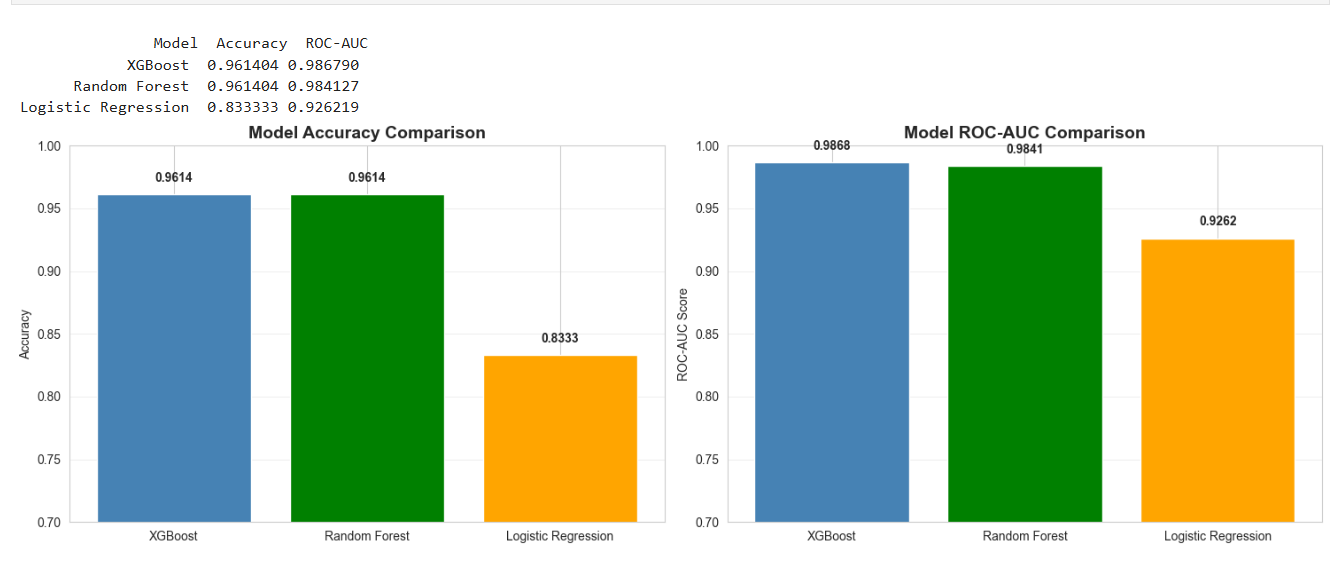 Model Accuracy ROC-AUC
XGBoost 0.961404 0.986790
Random Forest 0.961404 0.984127
Logistic Regression 0.833333 0.926219
Model Accuracy Comparison
1.00
0.95
0.90
0.85
0.80
0.75
0.70
Accuracy
0.9614
0.9614
0.8333
XGBoost
Random Forest
Logistic Regression
Model ROC-AUC Comparison
1.00
0.95
0.90
0.85
0.80
0.75
0.70
ROC-AUC Score
0.9868
0.9841
0.9262
XGBoost
Random Forest
Logistic Regression